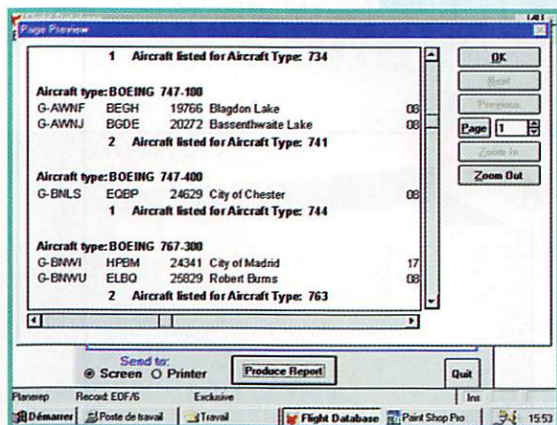 Page Preview
1 Aircraft listed for Aircraft Type: 734
Aircraft type: BOEING 747-100
G-AWNF BEGH 19766 Blagdon Lake 08
G-AWNJ BGDE 20272 Bassenthwaite Lake 08
2 Aircraft listed for Aircraft Type: 741
Aircraft type: BOEING 747-400
G-BNLS EQBP 24629 City of Chester 08
1 Aircraft listed for Aircraft Type: 744
Aircraft type: BOEING 767-300
G-BNWI HPBM 24341 City of Madrid 17
G-BNWU ELBQ 25829 Robert Burns 08
2 Aircraft listed for Aircraft Type: 763
OK
Next
Previous
Page 1
Zoom In
Zoom Out
Send to:
Screen Printer
Produce Report
Quit
Planerep Record: EOF/6 Exclusive Ins
Démarrer Poste de travail Travail Flight Database Paint Shop Pro 15:53